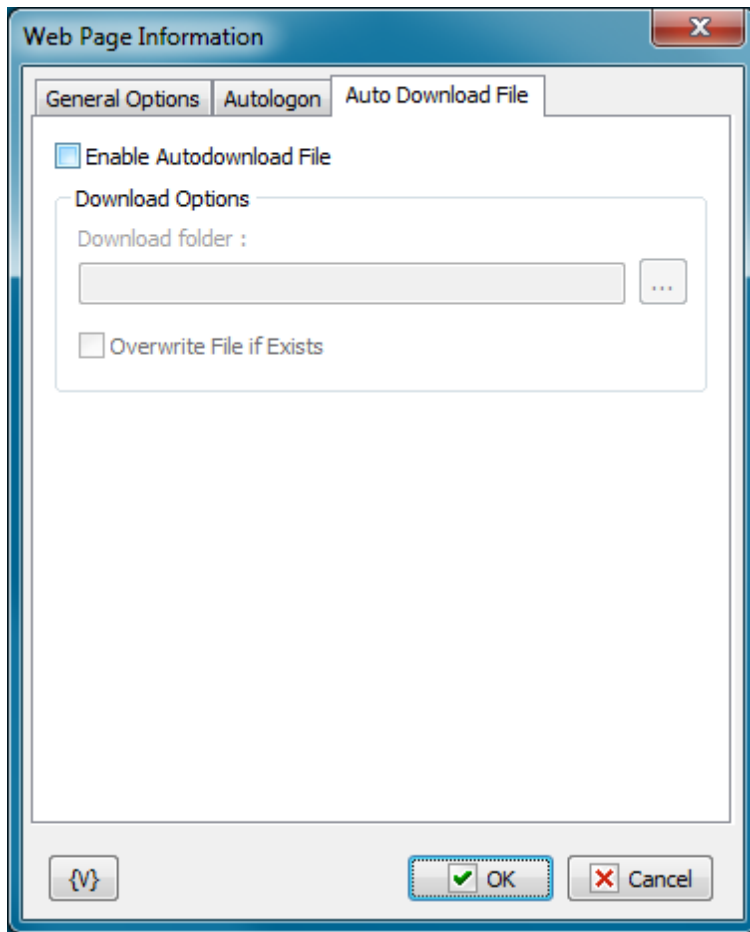 Web Page Information
General Options Autologon Auto Download File
Enable Autodownload File
Download Options
Download folder :
...
Overwrite File if Exists
{V} OK Cancel